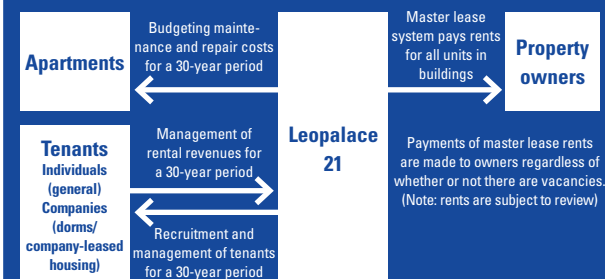 Apartments
Budgeting mainte-
nance and repair costs
for a 30-year period
Leopalace
21
Master lease
system pays rents
for all units in
buildings
Property
owners
Tenants
Individuals
(general)
Companies
(dorms/
company-leased
housing)
Management of
rental revenues for
a 30-year period
Recruitment and
management of tenants
for a 30-year period
Payments of master lease rents
are made to owners regardless of
whether or not there are vacancies.
(Note: rents are subject to review)